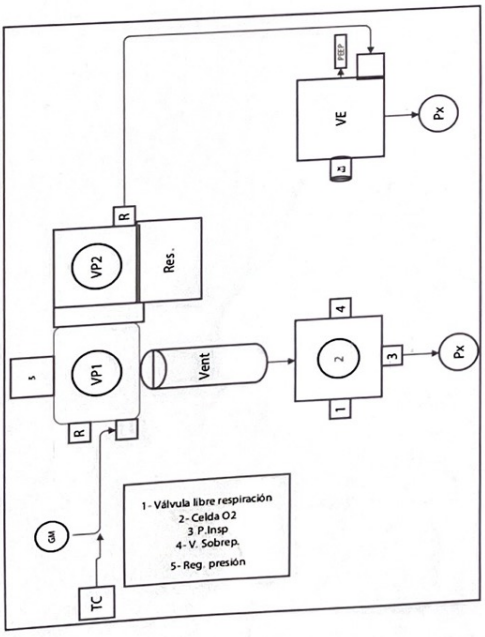 PEEP
VE
Px
R
VP2
Res.
5
VP1
R
Vent
4
2
1
3
Px
GM
TC
1- Válvula libre respiración
2- Celda O2
3 P.Insp
4- V. Sobrep.
5- Reg. presión